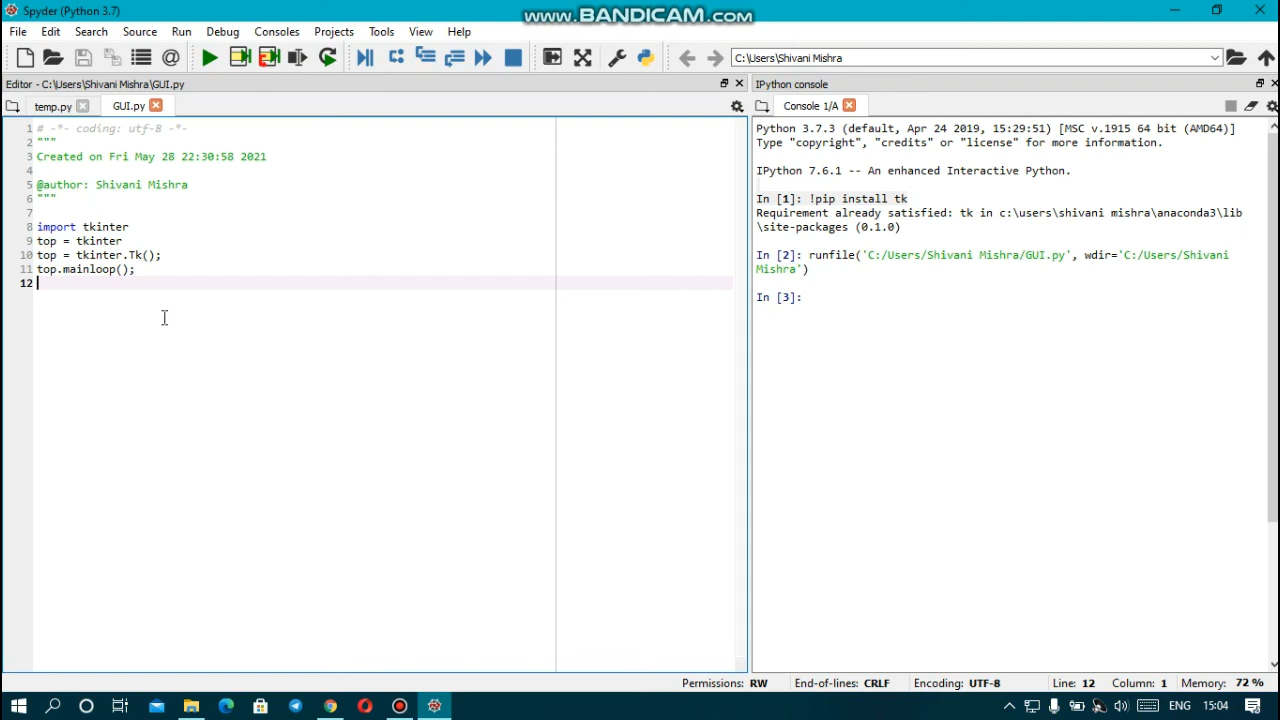 Spyder (Python 3.7)
www.BANDICAM.com
File Edit Search Source Run Debug Consoles Projects Tools View Help
C:\Users\Shivani Mishra
Editor - C:\Users\Shivani Mishra\GUI.py
temp.py
GUI.py
1 # -*- coding: utf-8 -*-
2 """
3 Created on Fri May 28 22:30:58 2021
4
5 @author: Shivani Mishra
6 """
7
8 import tkinter
9 top = tkinter
10 top = tkinter.Tk();
11 top.mainloop();
12
IPython console
Console 1/A
Python 3.7.3 (default, Apr 24 2019, 15:29:51) [MSC v.1915 64 bit (AMD64)]
Type "copyright", "credits" or "license" for more information.
IPython 7.6.1 -- An enhanced Interactive Python.
In [1]: !pip install tk
Requirement already satisfied: tk in c:\users\shivani mishra\anaconda3\lib
\site-packages (0.1.0)
In [2]: runfile('C:/Users/Shivani Mishra/GUI.py', wdir='C:/Users/Shivani
Mishra')
In [3]:
Permissions: RW End-of-lines: CRLF Encoding: UTF-8 Line: 12 Column: 1 Memory: 72 %
ENG 15:04